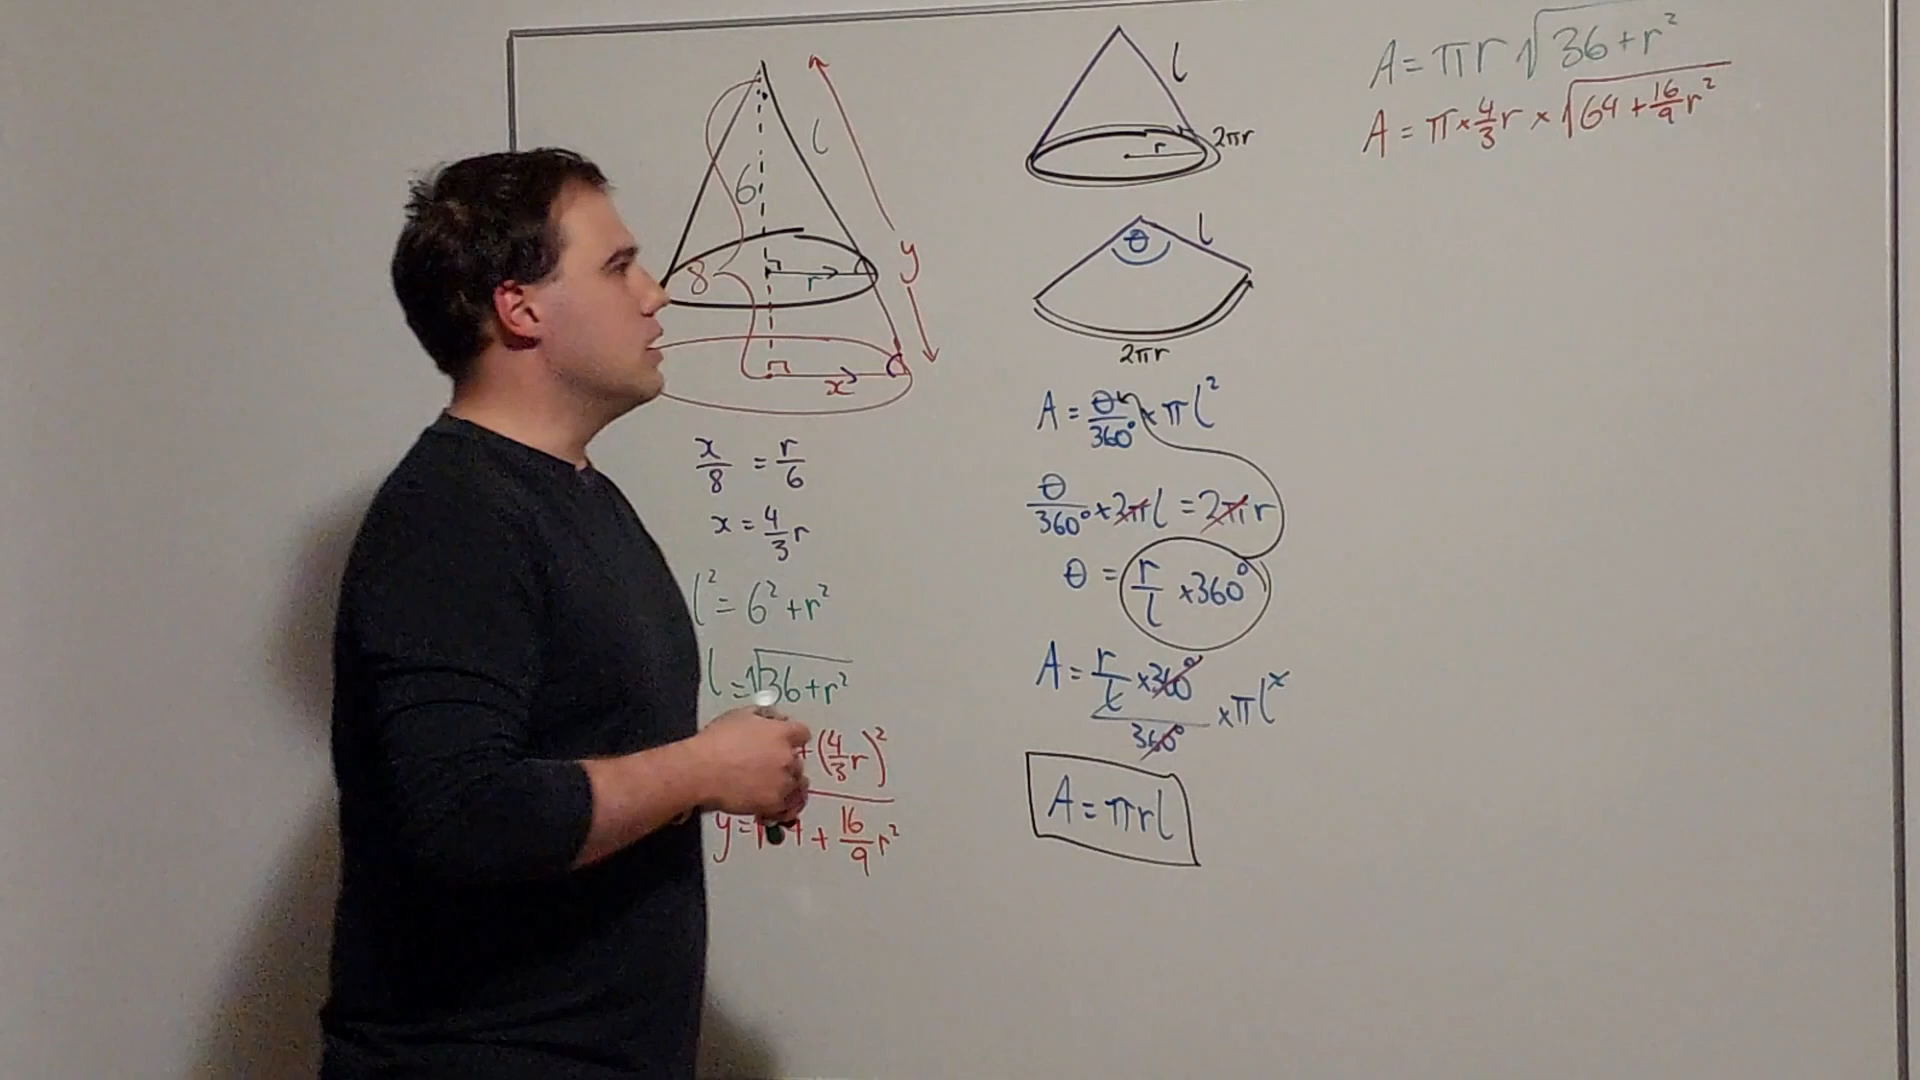 l
6
8
r
y
x
x/8 = r/6
x = 4/3 r
l² = 6² + r²
l = √36 + r²
+ (4/3 r)²
y = √ 4 + 16/9 r²
l
r
2πr
θ
l
2πr
A = θ/360° × πl²
θ/360° × 2πl = 2πr
θ = r/l × 360°
A = r/l × 360°/360° × πl²
A = πrl
A = πr√36 + r²
A = π × 4/3 r × √64 + 16/9 r²